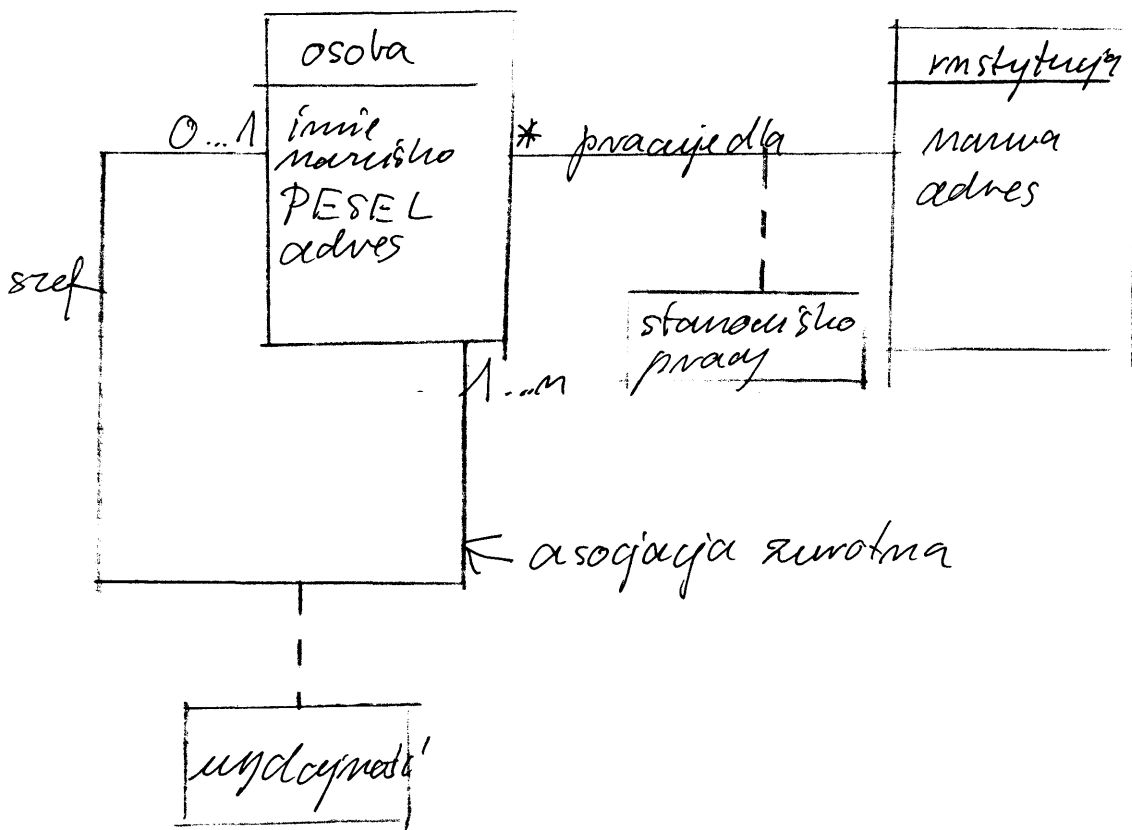 osoba
imię
nazwisko
PESEL
adres
0...1
szef
1...n
* pracuje dla
stanowisko
pracy
instytucja
nazwa
adres
asocjacja zwrotna
wydajność